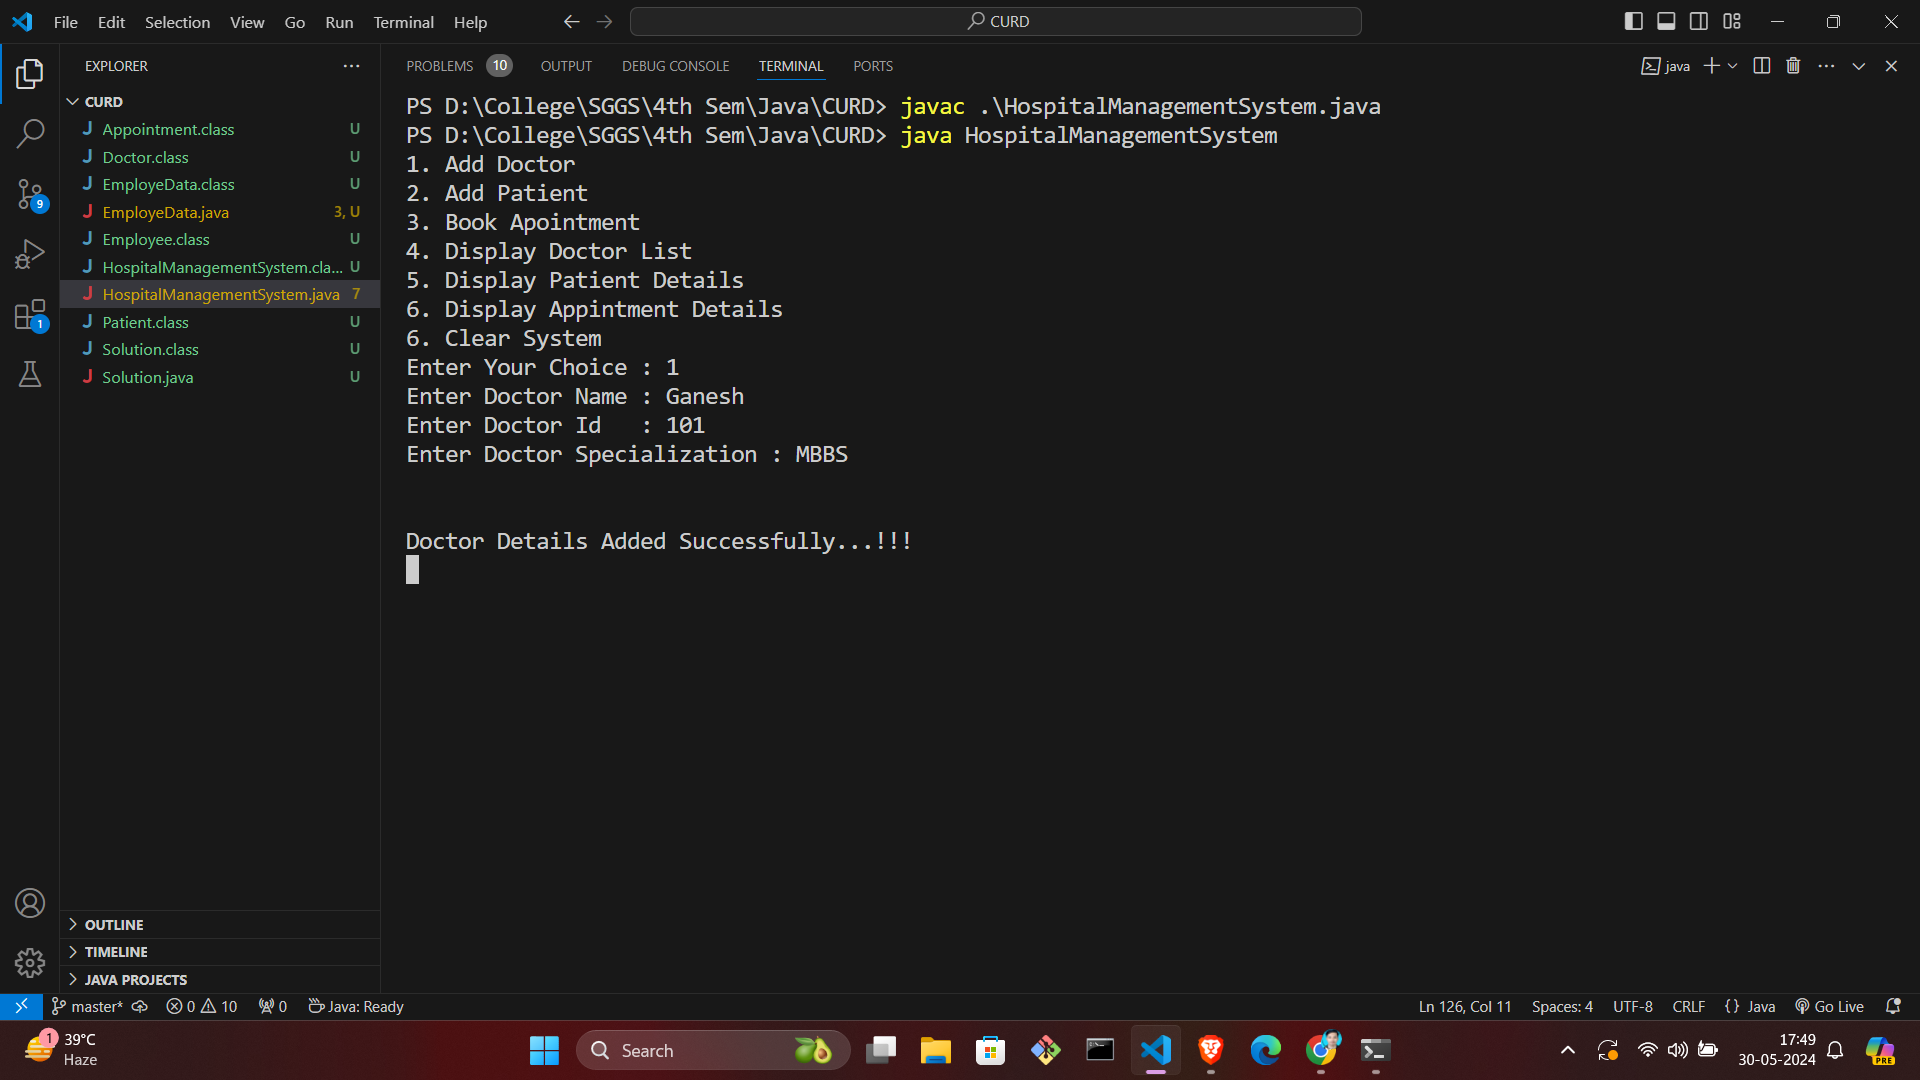 File Edit Selection View Go Run Terminal Help
CURD
EXPLORER
CURD
Appointment.class U
Doctor.class U
EmployeData.class U
EmployeData.java 3, U
Employee.class U
HospitalManagementSystem.cla... U
HospitalManagementSystem.java 7
Patient.class U
Solution.class U
Solution.java U
9
1
OUTLINE
TIMELINE
JAVA PROJECTS
PROBLEMS 10 OUTPUT DEBUG CONSOLE TERMINAL PORTS
java
PS D:\College\SGGS\4th Sem\Java\CURD> javac .\HospitalManagementSystem.java
PS D:\College\SGGS\4th Sem\Java\CURD> java HospitalManagementSystem
1. Add Doctor
2. Add Patient
3. Book Apointment
4. Display Doctor List
5. Display Patient Details
6. Display Appintment Details
6. Clear System
Enter Your Choice : 1
Enter Doctor Name : Ganesh
Enter Doctor Id   : 101
Enter Doctor Specialization : MBBS
Doctor Details Added Successfully...!!!
master* 0 10 0 Java: Ready
Ln 126, Col 11 Spaces: 4 UTF-8 CRLF {} Java Go Live
1
39°C
Haze
Search
17:49
30-05-2024
PRE